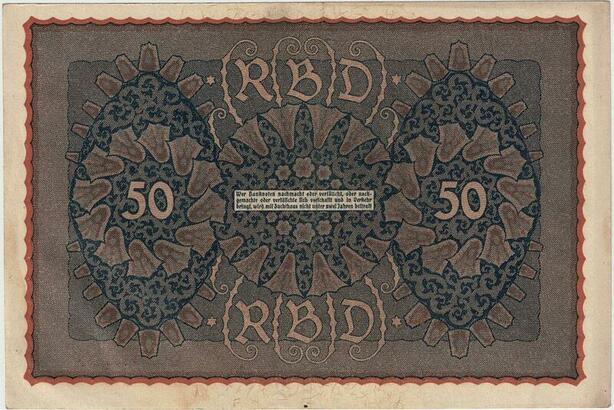 RBD
50
Wer Banknoten nachmacht oder verfälscht, oder nach-
gemachte oder verfälschte sich verschafft und in Verkehr
bringt, wird mit Zuchthaus nicht unter zwei Jahren bestraft
50
RBD